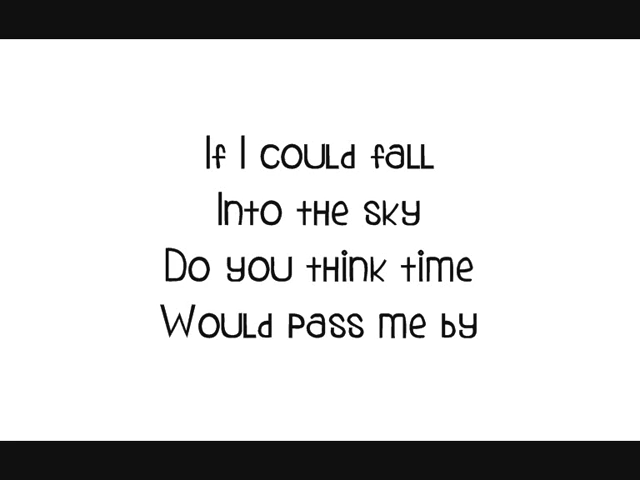 If I could fall
Into the sky
Do you think time
Would pass me by